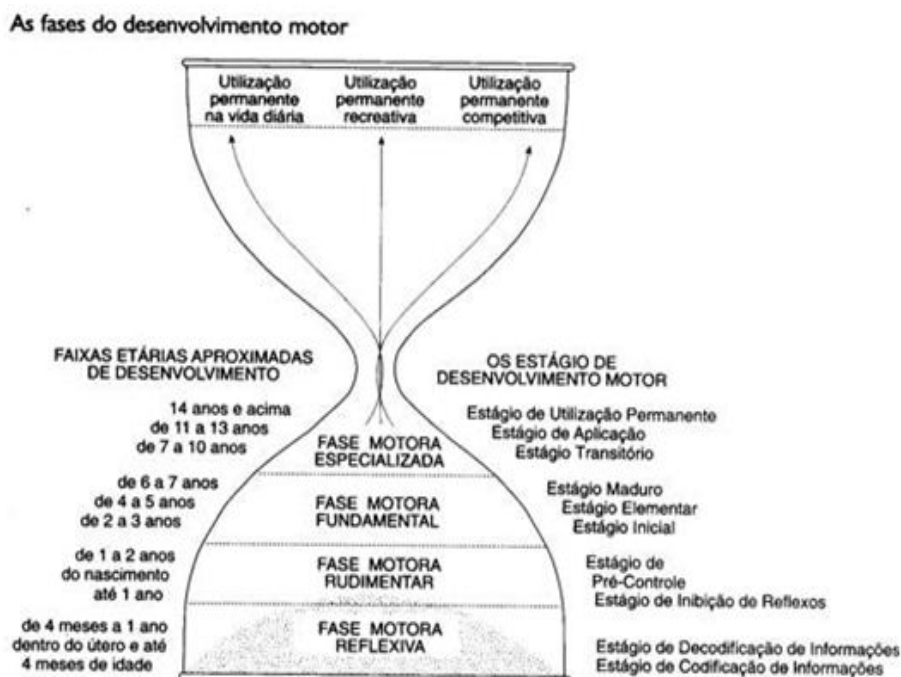 As fases do desenvolvimento motor
Utilização permanente na vida diária
Utilização permanente recreativa
Utilização permanente competitiva
FAIXAS ETÁRIAS APROXIMADAS
DE DESENVOLVIMENTO
OS ESTÁGIO DE
DESENVOLVIMENTO MOTOR
14 anos e acima
de 11 a 13 anos
de 7 a 10 anos
FASE MOTORA
ESPECIALIZADA
Estágio de Utilização Permanente
Estágio de Aplicação
Estágio Transitório
de 6 a 7 anos
de 4 a 5 anos
de 2 a 3 anos
FASE MOTORA
FUNDAMENTAL
Estágio Maduro
Estágio Elementar
Estágio Inicial
de 1 a 2 anos
do nascimento
até 1 ano
FASE MOTORA
RUDIMENTAR
Estágio de
Pré-Controle
Estágio de Inibição de Reflexos
de 4 meses a 1 ano
dentro do útero e até
4 meses de idade
FASE MOTORA
REFLEXIVA
Estágio de Decodificação de Informações
Estágio de Codificação de Informações